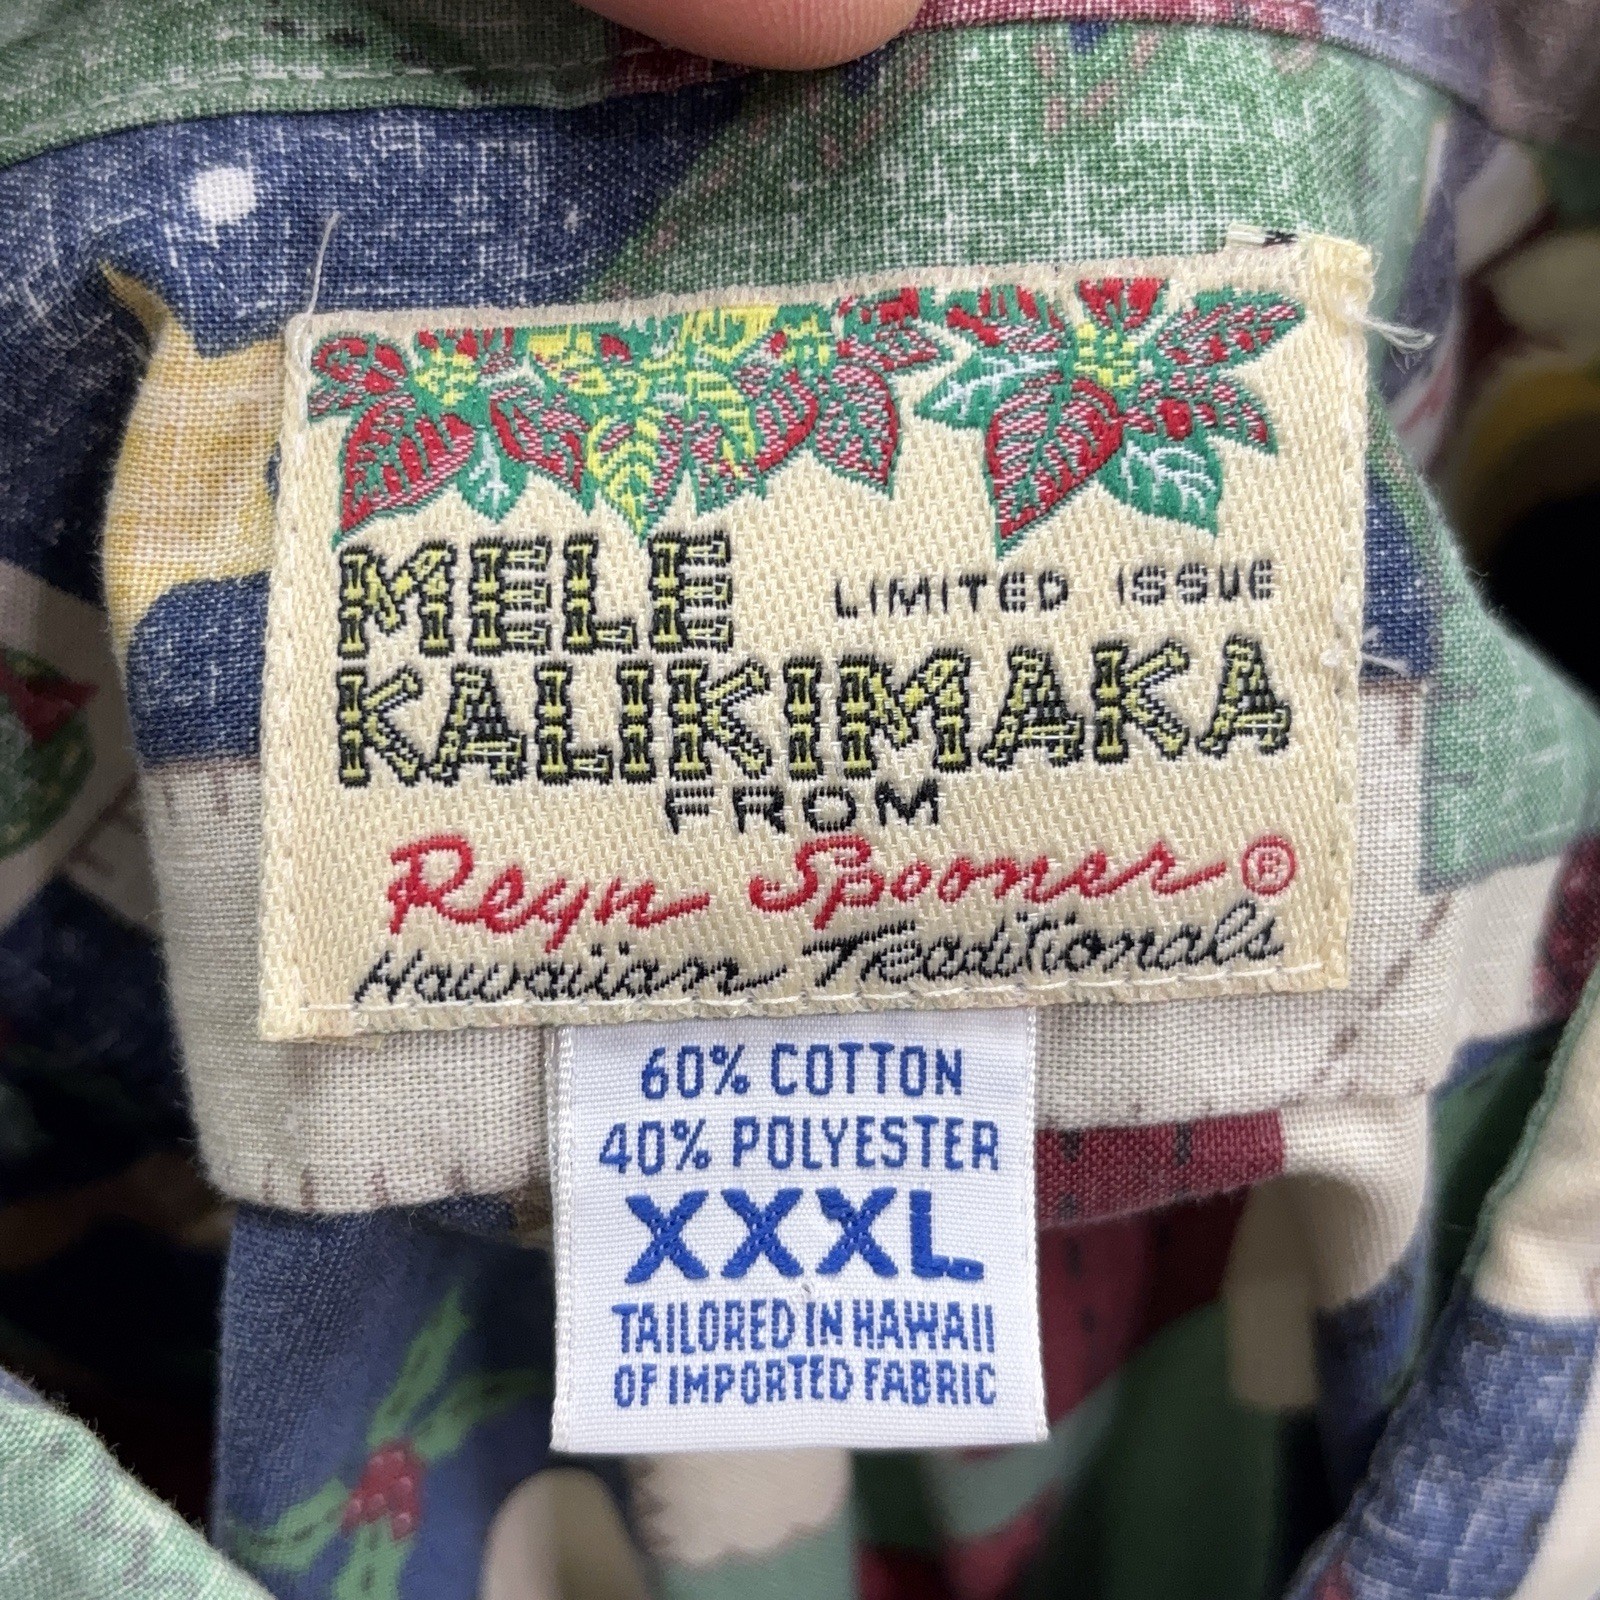 MELE LIMITED ISSUE
KALIKIMAKA
FROM
Reyn Spooner®
Hawaiian Traditionals
60% COTTON
40% POLYESTER
XXXL.
TAILORED IN HAWAII
OF IMPORTED FABRIC